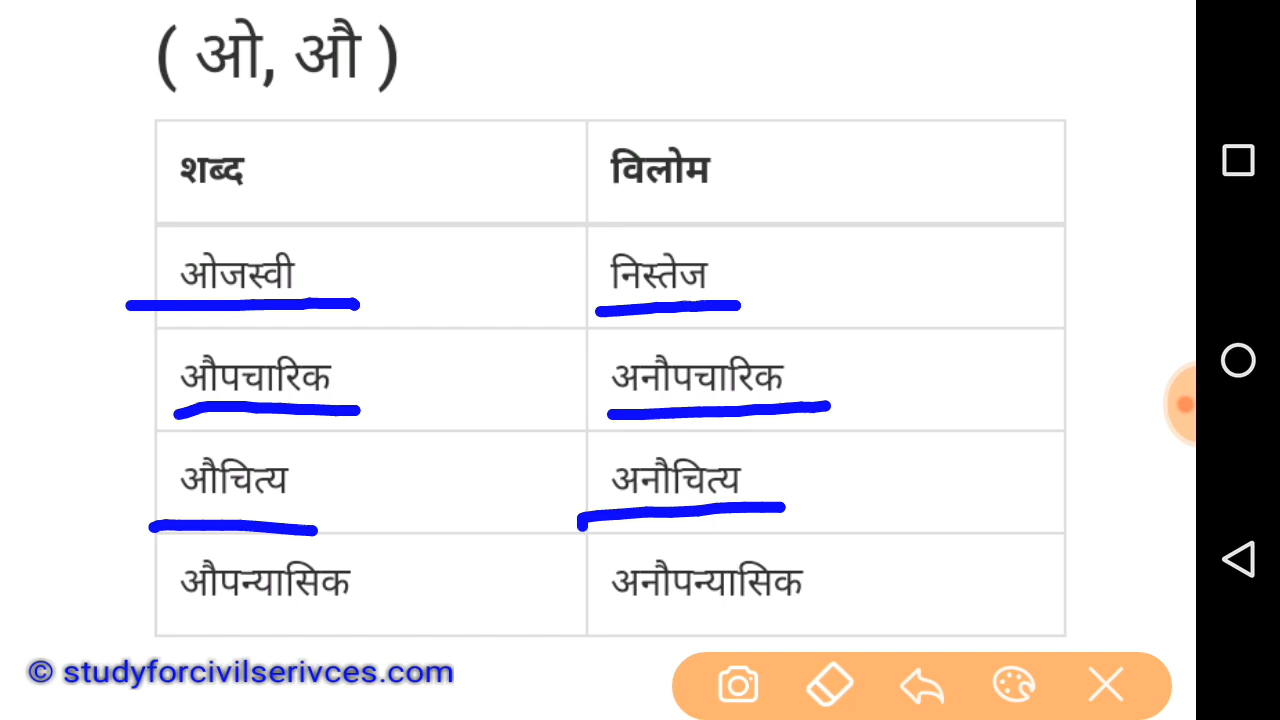 ( ओ, औ )
शब्द विलोम
ओजस्वी निस्तेज
औपचारिक अनौपचारिक
औचित्य अनौचित्य
औपन्यासिक अनौपन्यासिक
© studyforcivilserivces.com